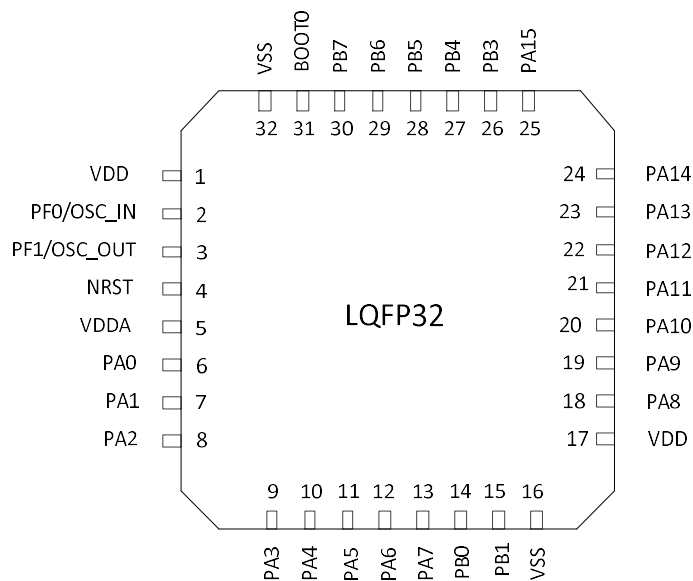 VSS
BOOT0
PB7
PB6
PB5
PB4
PB3
PA15
32 31 30 29 28 27 26 25
VDD 1
PF0/OSC_IN 2
PF1/OSC_OUT 3
NRST 4
VDDA 5
PA0 6
PA1 7
PA2 8
LQFP32
24 PA14
23 PA13
22 PA12
21 PA11
20 PA10
19 PA9
18 PA8
17 VDD
9 10 11 12 13 14 15 16
PA3
PA4
PA5
PA6
PA7
PB0
PB1
VSS